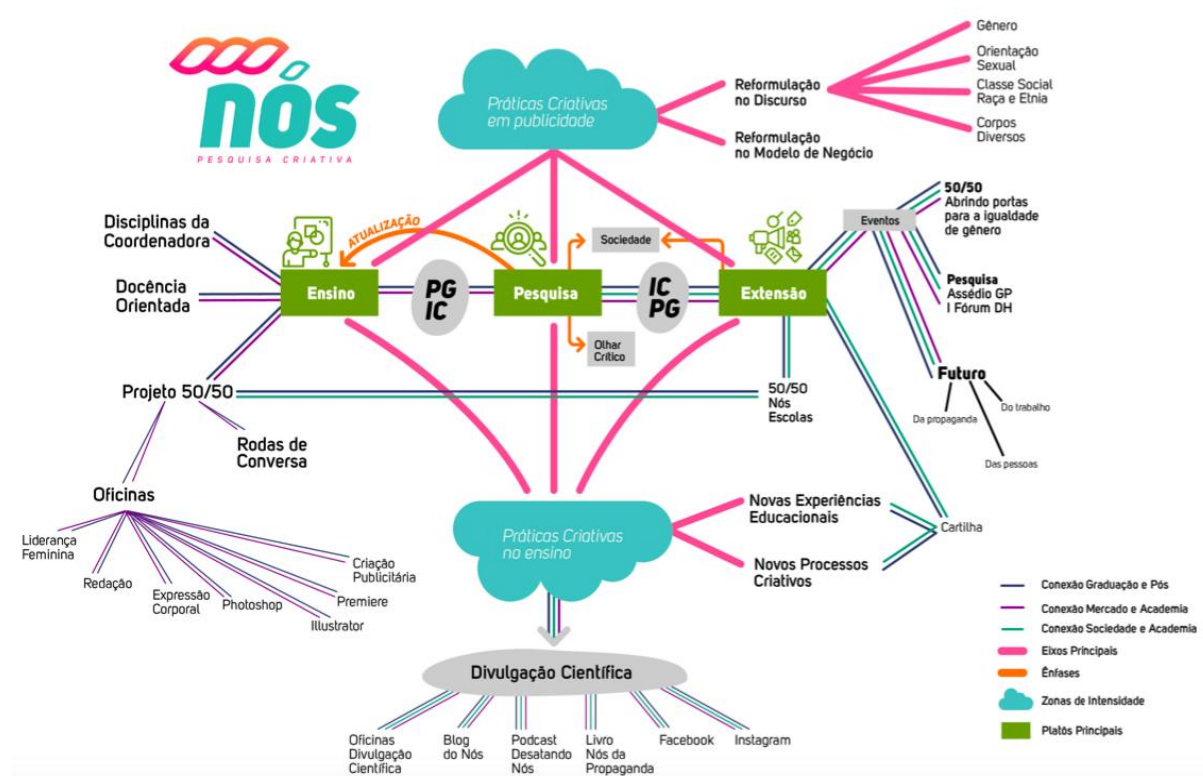 nós
PESQUISA CRIATIVA
Práticas Criativas
em publicidade
Reformulação
no Discurso
Reformulação
no Modelo de Negócio
Gênero
Orientação
Sexual
Classe Social
Raça e Etnia
Corpos
Diversos
Disciplinas da
Coordenadora
Docência
Orientada
Projeto 50/50
ATUALIZAÇÃO
Ensino
PG
IC
Pesquisa
Sociedade
Olhar
Crítico
IC
PG
Extensão
Eventos
50/50
Abrindo portas
para a igualdade
de gênero
Pesquisa
Assédio GP
I Fórum DH
Futuro
Da propaganda
Do trabalho
Das pessoas
50/50
Nós
Escolas
Rodas de
Conversa
Oficinas
Liderança
Feminina
Redação
Expressão
Corporal
Photoshop
Illustrator
Premiere
Criação
Publicitária
Práticas Criativas
no ensino
Novas Experiências
Educacionais
Novos Processos
Criativos
Cartilha
Divulgação Científica
Oficinas
Divulgação
Científica
Blog
do Nós
Podcast
Desatando
Nós
Livro
Nós da
Propaganda
Facebook
Instagram
Conexão Graduação e Pós
Conexão Mercado e Academia
Conexão Sociedade e Academia
Eixos Principais
Ênfases
Zonas de Intensidade
Platôs Principais